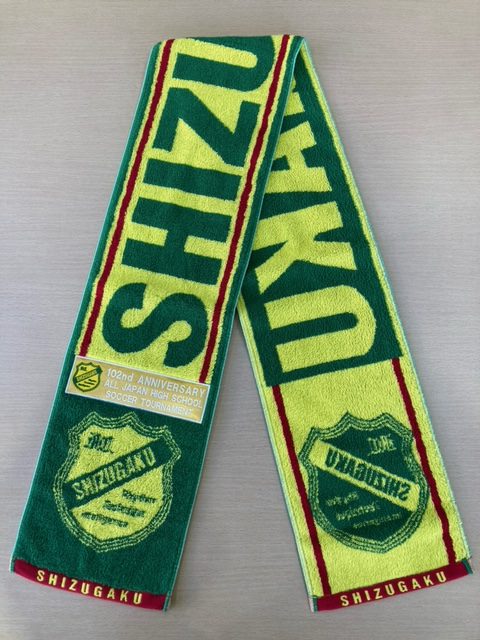 SHIZU
GAKU
102nd ANNIVERSARY
ALL JAPAN HIGH SCHOOL
SOCCER TOURNAMENT
SHIZUGAKU
SHIZUGAKU
SHIZUGAKU
SHIZUGAKU